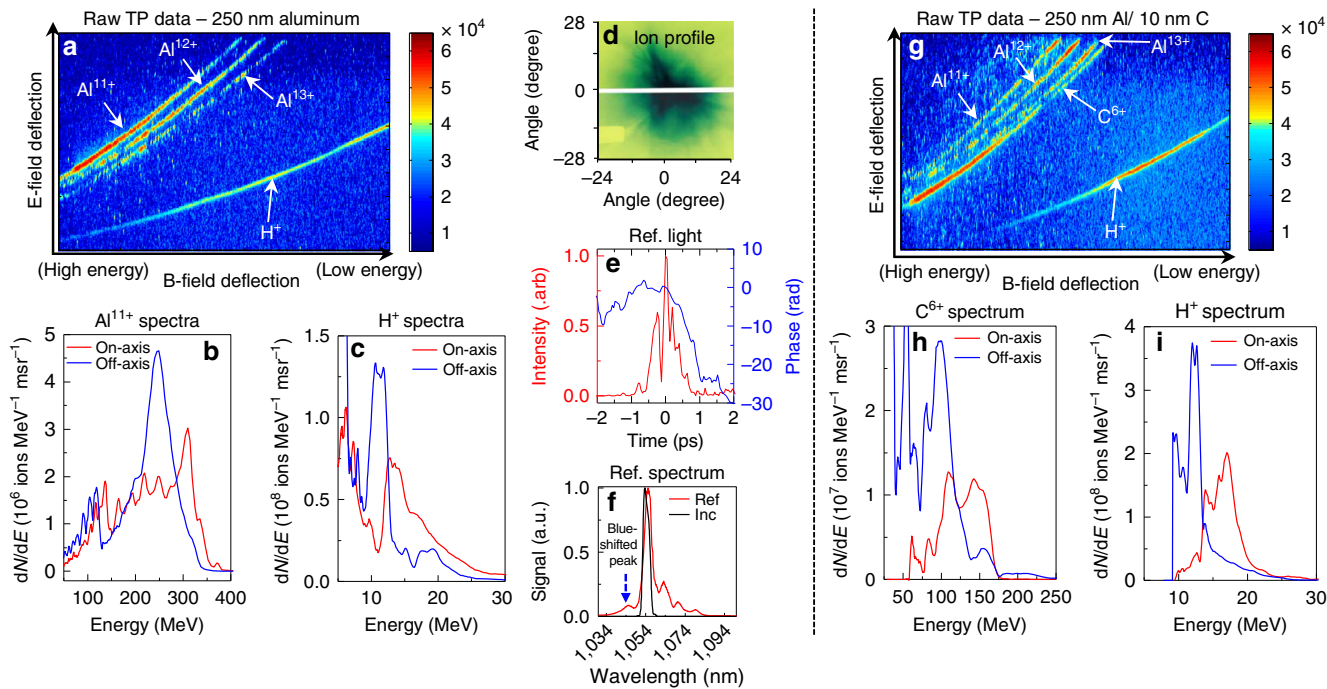 Raw TP data – 250 nm aluminum
a
Al¹²⁺
Al¹¹⁺
Al¹³⁺
H⁺
E-field deflection
(High energy)
(Low energy)
B-field deflection
× 10⁴
6
5
4
3
2
1
d
Ion profile
28
0
−28
−24
0
24
Angle (degree)
Angle (degree)
Raw TP data – 250 nm Al/ 10 nm C
g
Al¹²⁺
Al¹³⁺
Al¹¹⁺
C⁶⁺
H⁺
E-field deflection
(High energy)
(Low energy)
B-field deflection
× 10⁴
6
5
4
3
2
1
Al¹¹⁺ spectra
b
On-axis
Off-axis
5
4
3
2
1
0
100
200
300
400
dN/dE (10⁶ ions MeV⁻¹ msr⁻¹)
Energy (MeV)
H⁺ spectra
c
On-axis
Off-axis
1.5
1.0
0.5
0.0
10
20
30
dN/dE (10⁸ ions MeV⁻¹ msr⁻¹)
Energy (MeV)
Ref. light
e
1.0
0.5
0.0
10
0
−10
−20
−30
−2
−1
0
1
2
Intensity (.arb)
Phase (rad)
Time (ps)
Ref. spectrum
f
Ref
Inc
Blue-
shifted
peak
1.0
0.5
0
1,034
1,054
1,074
1,094
Signal (a.u.)
Wavelength (nm)
C⁶⁺ spectrum
h
On-axis
Off-axis
3
2
1
0
50
100
150
200
250
dN/dE (10⁷ ions MeV⁻¹ msr⁻¹)
Energy (MeV)
H⁺ spectrum
i
On-axis
Off-axis
4
3
2
1
0
10
20
30
dN/dE (10⁸ ions MeV⁻¹ msr⁻¹)
Energy (MeV)